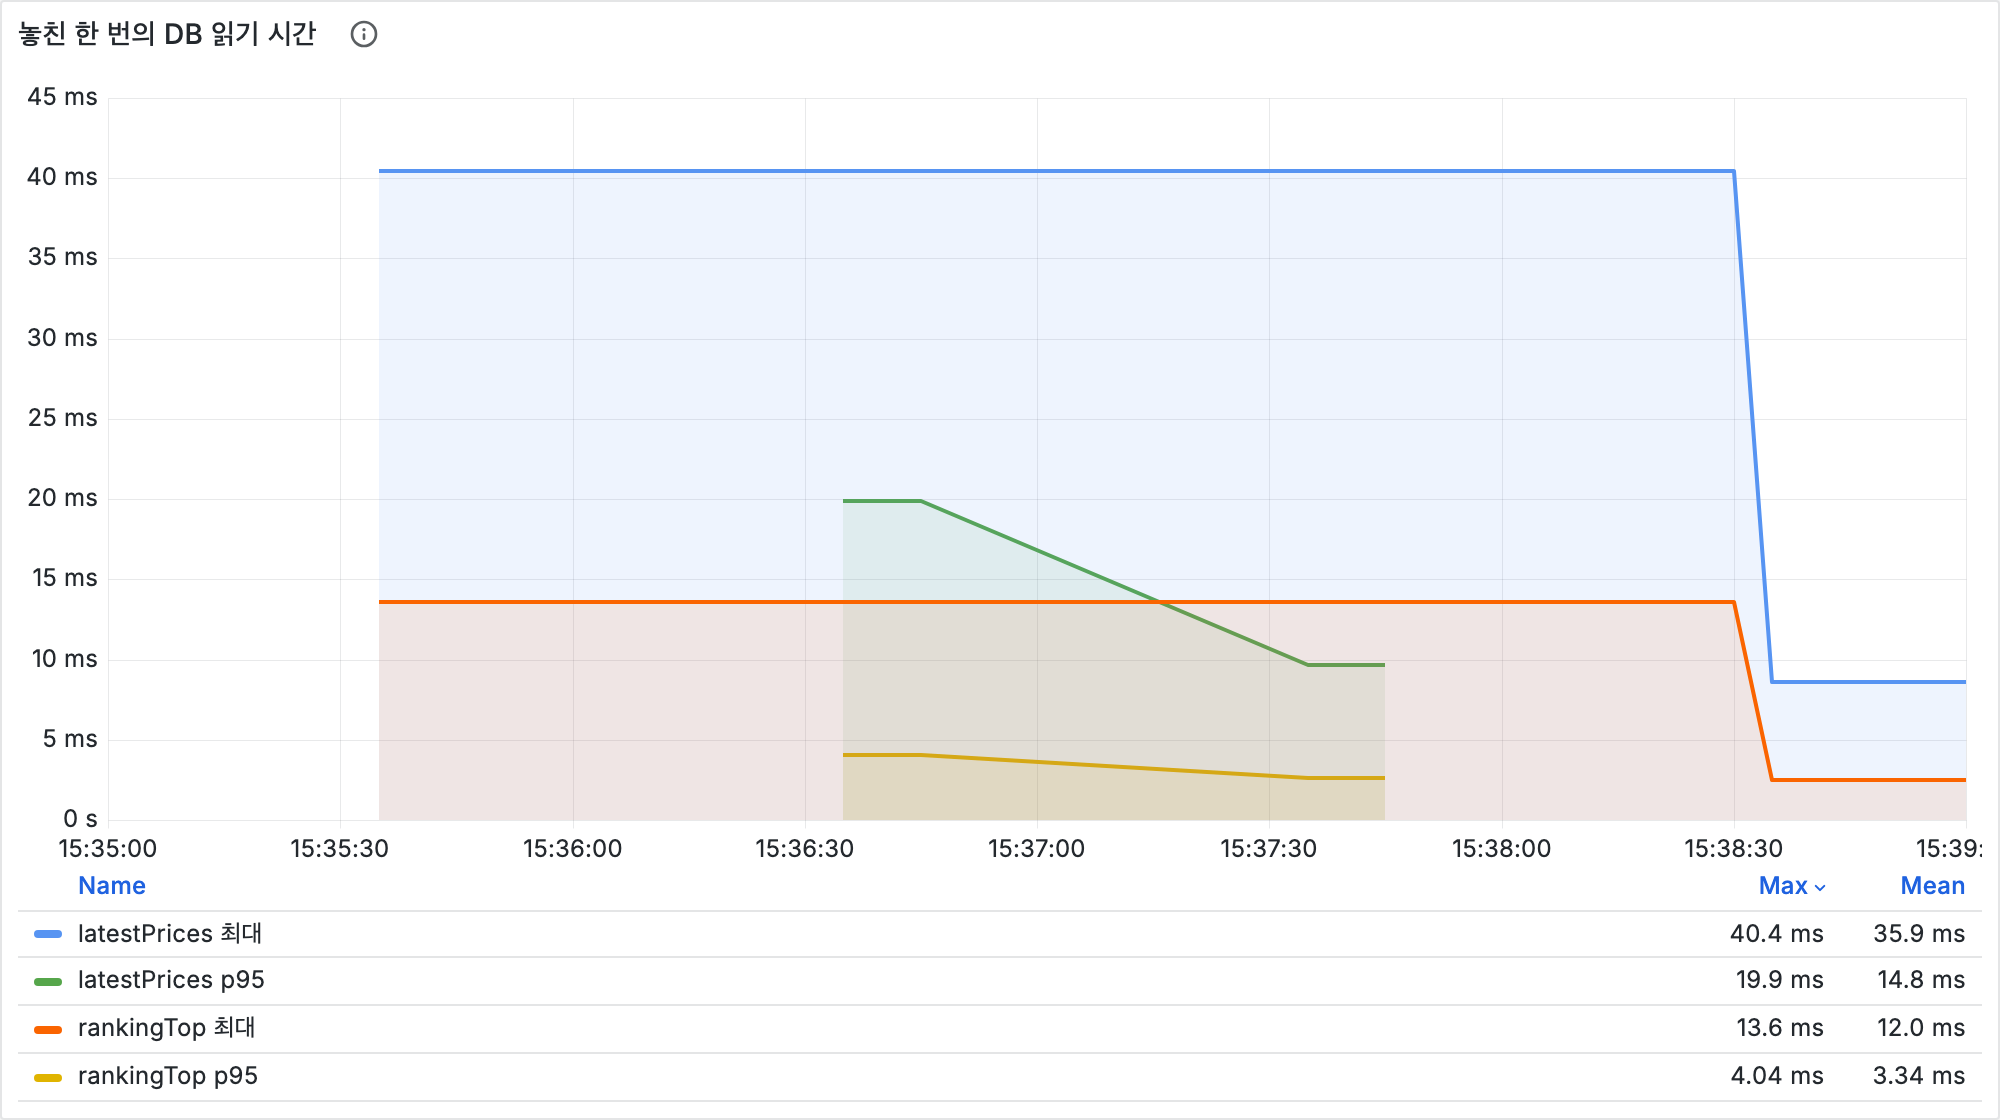 놓친 한 번의 DB 읽기 시간
45 ms
40 ms
35 ms
30 ms
25 ms
20 ms
15 ms
10 ms
5 ms
0 s
15:35:00 15:35:30 15:36:00 15:36:30 15:37:00 15:37:30 15:38:00 15:38:30 15:39:
Name Max Mean
latestPrices 최대 40.4 ms 35.9 ms
latestPrices p95 19.9 ms 14.8 ms
rankingTop 최대 13.6 ms 12.0 ms
rankingTop p95 4.04 ms 3.34 ms